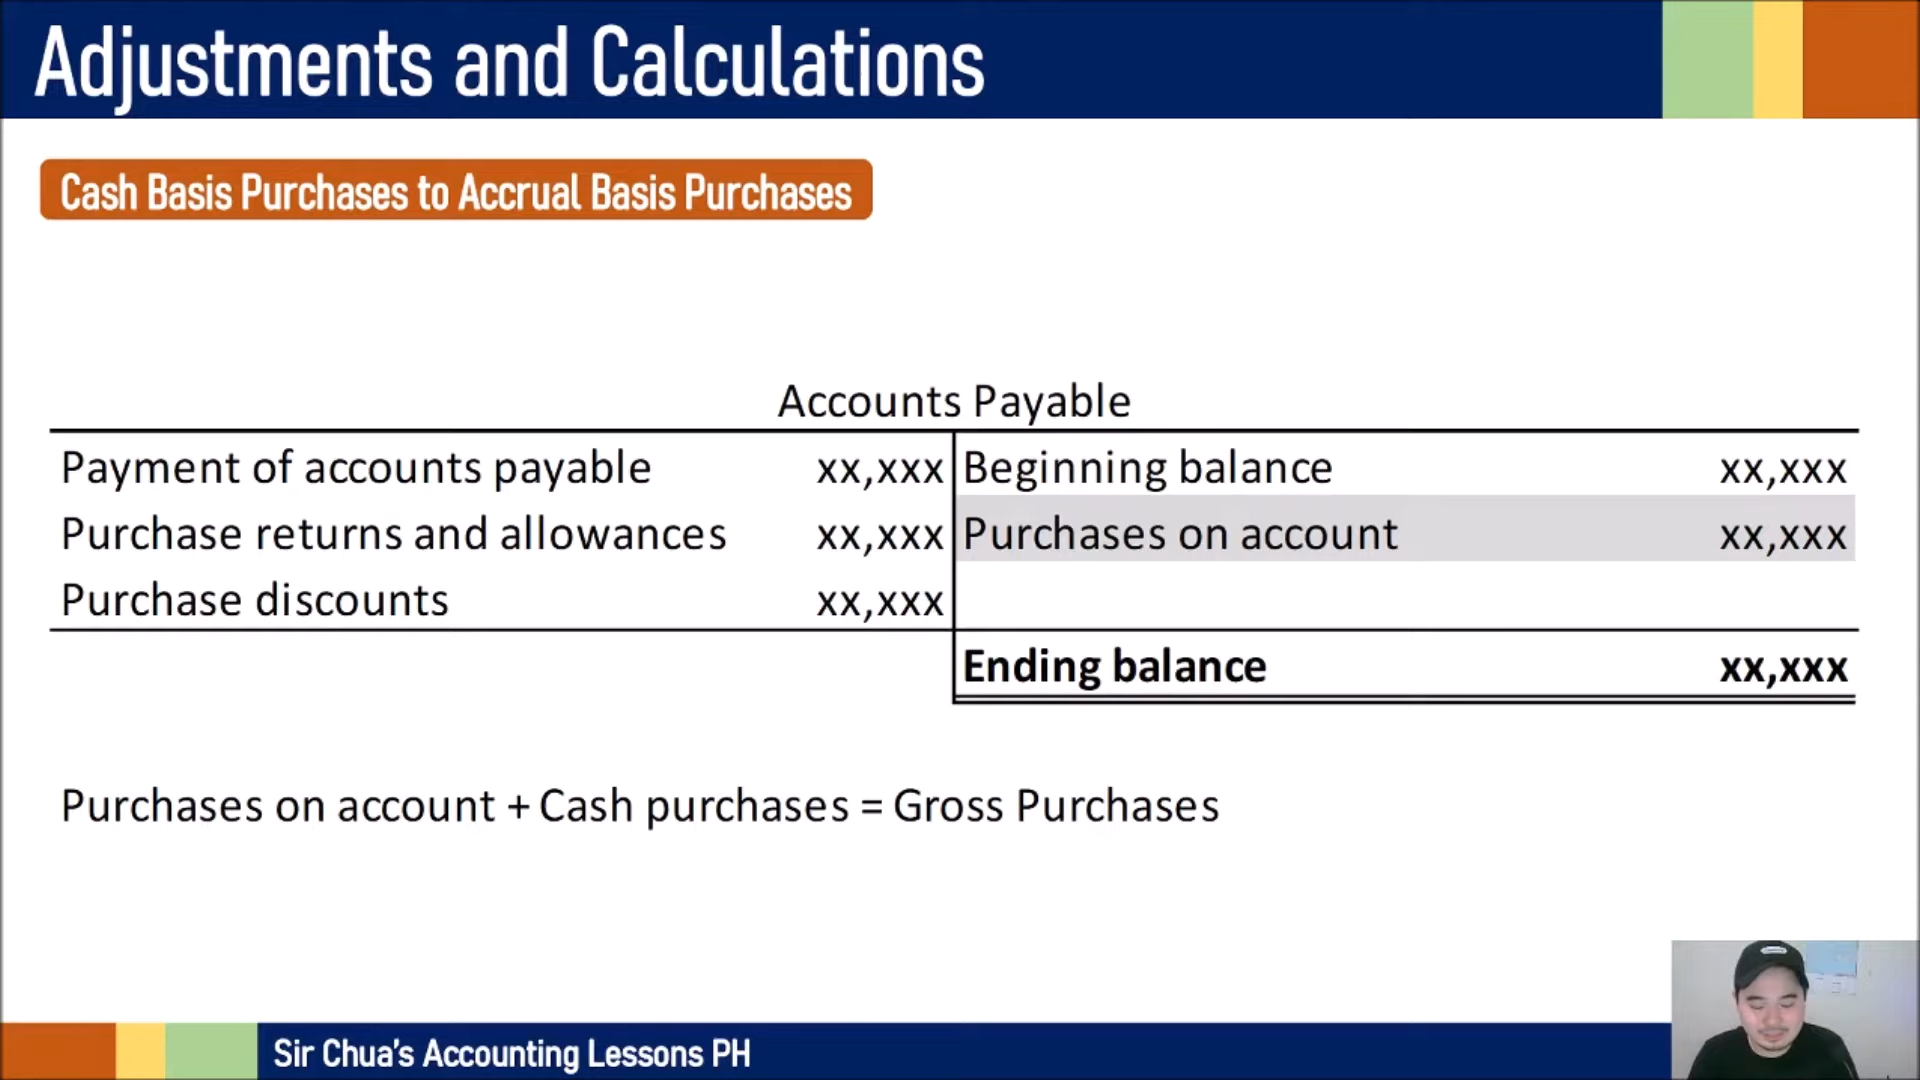 Adjustments and Calculations
Cash Basis Purchases to Accrual Basis Purchases
Accounts Payable
Payment of accounts payable xx,xxx Beginning balance xx,xxx
Purchase returns and allowances xx,xxx Purchases on account xx,xxx
Purchase discounts xx,xxx
Ending balance xx,xxx
Purchases on account + Cash purchases = Gross Purchases
Sir Chua's Accounting Lessons PH